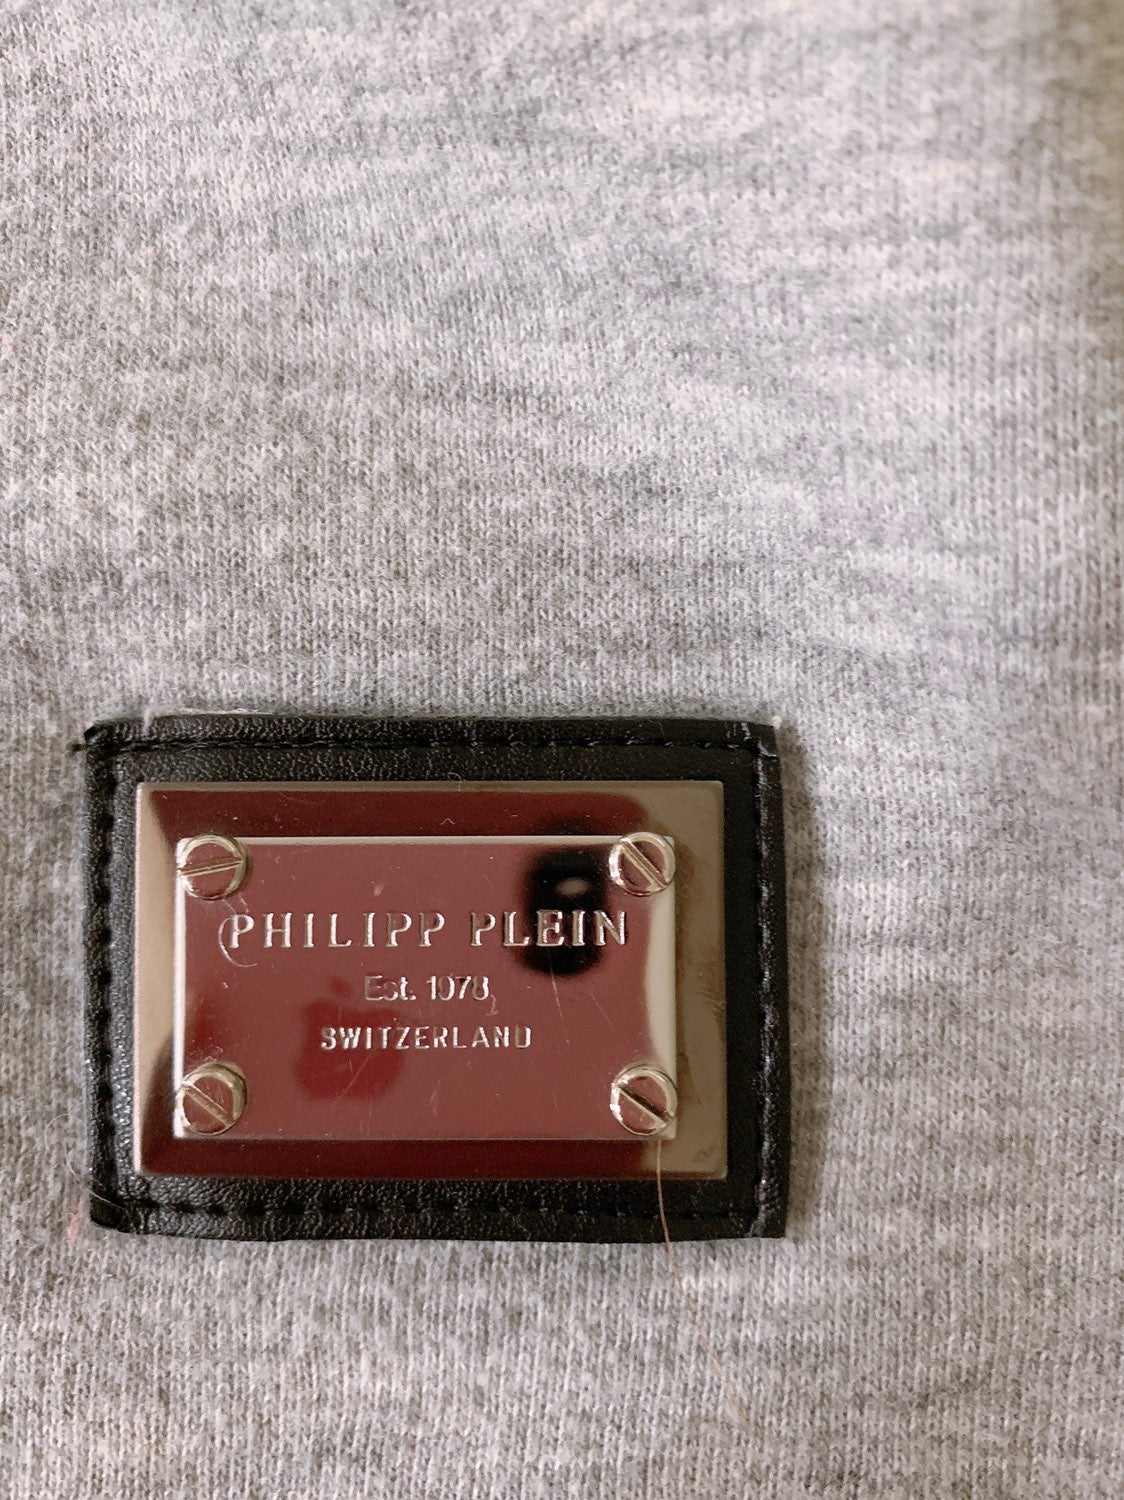 PHILIPP PLEIN
Est. 1978
SWITZERLAND